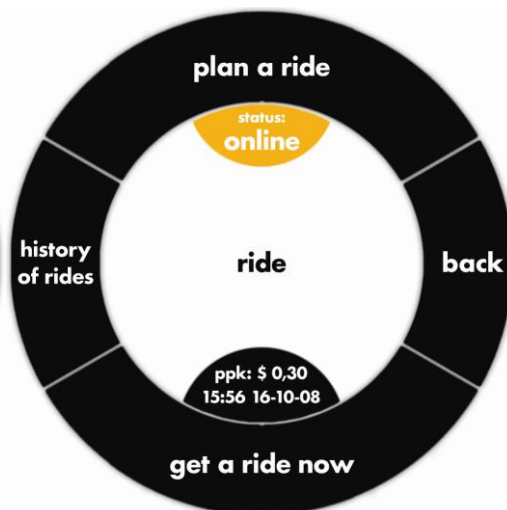 plan a ride
status:
online
history
of rides
ride
back
ppk: $ 0,30
15:56 16-10-08
get a ride now